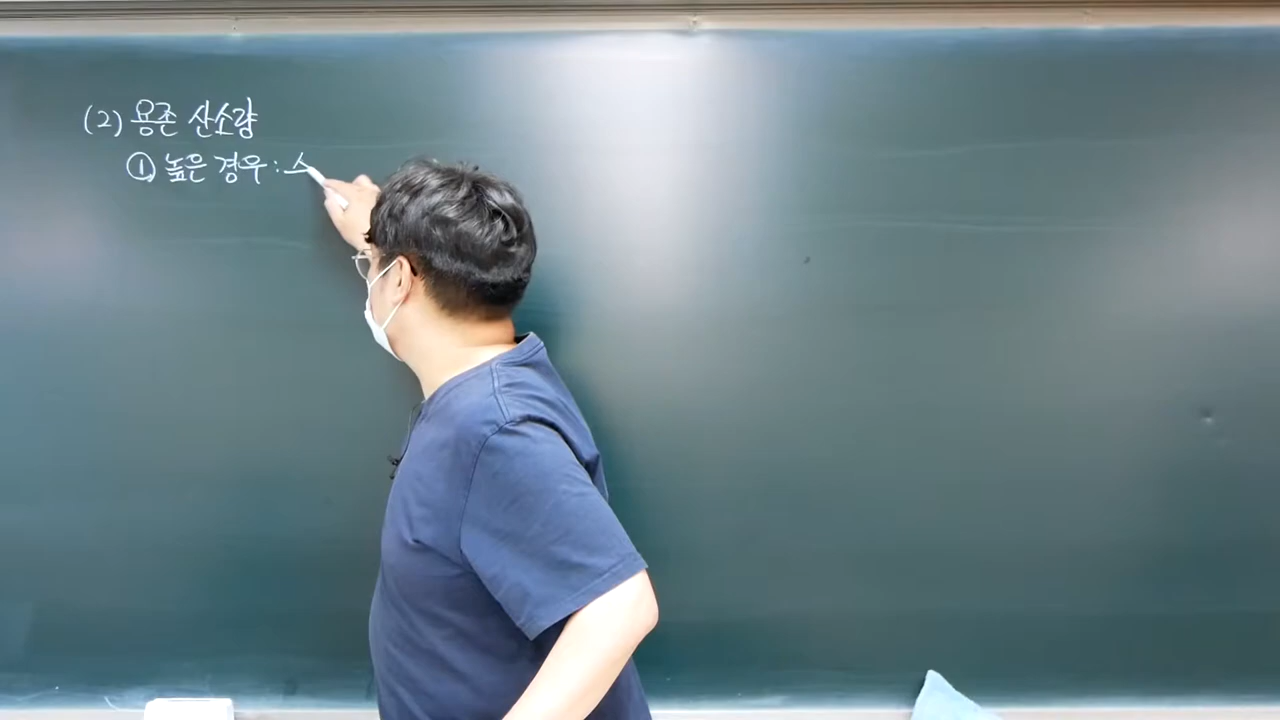 (2) 용존 산소량
① 높은 경우 : ㅅ